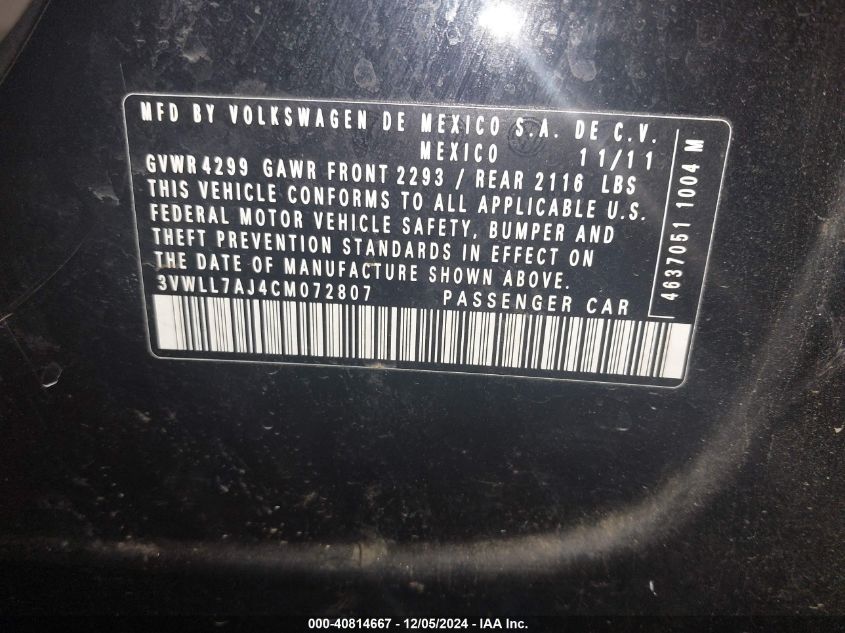 MFD BY VOLKSWAGEN DE MEXICO S.A. DE C.V.
MEXICO 11/11
GVWR 4299 GAWR FRONT 2293 / REAR 2116 LBS
THIS VEHICLE CONFORMS TO ALL APPLICABLE U.S.
FEDERAL MOTOR VEHICLE SAFETY, BUMPER AND
THEFT PREVENTION STANDARDS IN EFFECT ON
THE DATE OF MANUFACTURE SHOWN ABOVE.
3VWLL7AJ4CM072807 PASSENGER CAR
4637051 1004 M
000-40814667 - 12/05/2024 - IAA Inc.